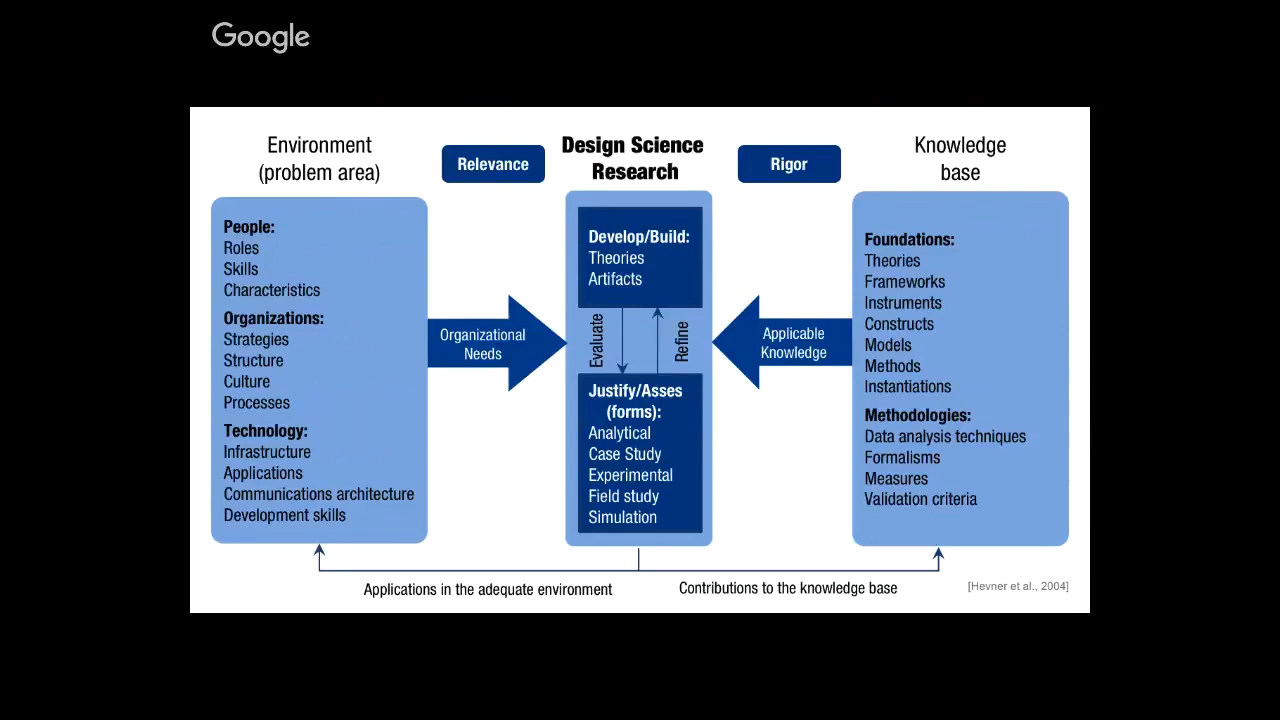 Google
Environment
(problem area)
Relevance
Design Science
Research
Rigor
Knowledge
base
People:
Roles
Skills
Characteristics
Organizations:
Strategies
Structure
Culture
Processes
Technology:
Infrastructure
Applications
Communications architecture
Development skills
Organizational
Needs
Develop/Build:
Theories
Artifacts
Evaluate
Refine
Justify/Asses
(forms):
Analytical
Case Study
Experimental
Field study
Simulation
Applicable
Knowledge
Foundations:
Theories
Frameworks
Instruments
Constructs
Models
Methods
Instantiations
Methodologies:
Data analysis techniques
Formalisms
Measures
Validation criteria
Applications in the adequate environment
Contributions to the knowledge base
[Hevner et al., 2004]